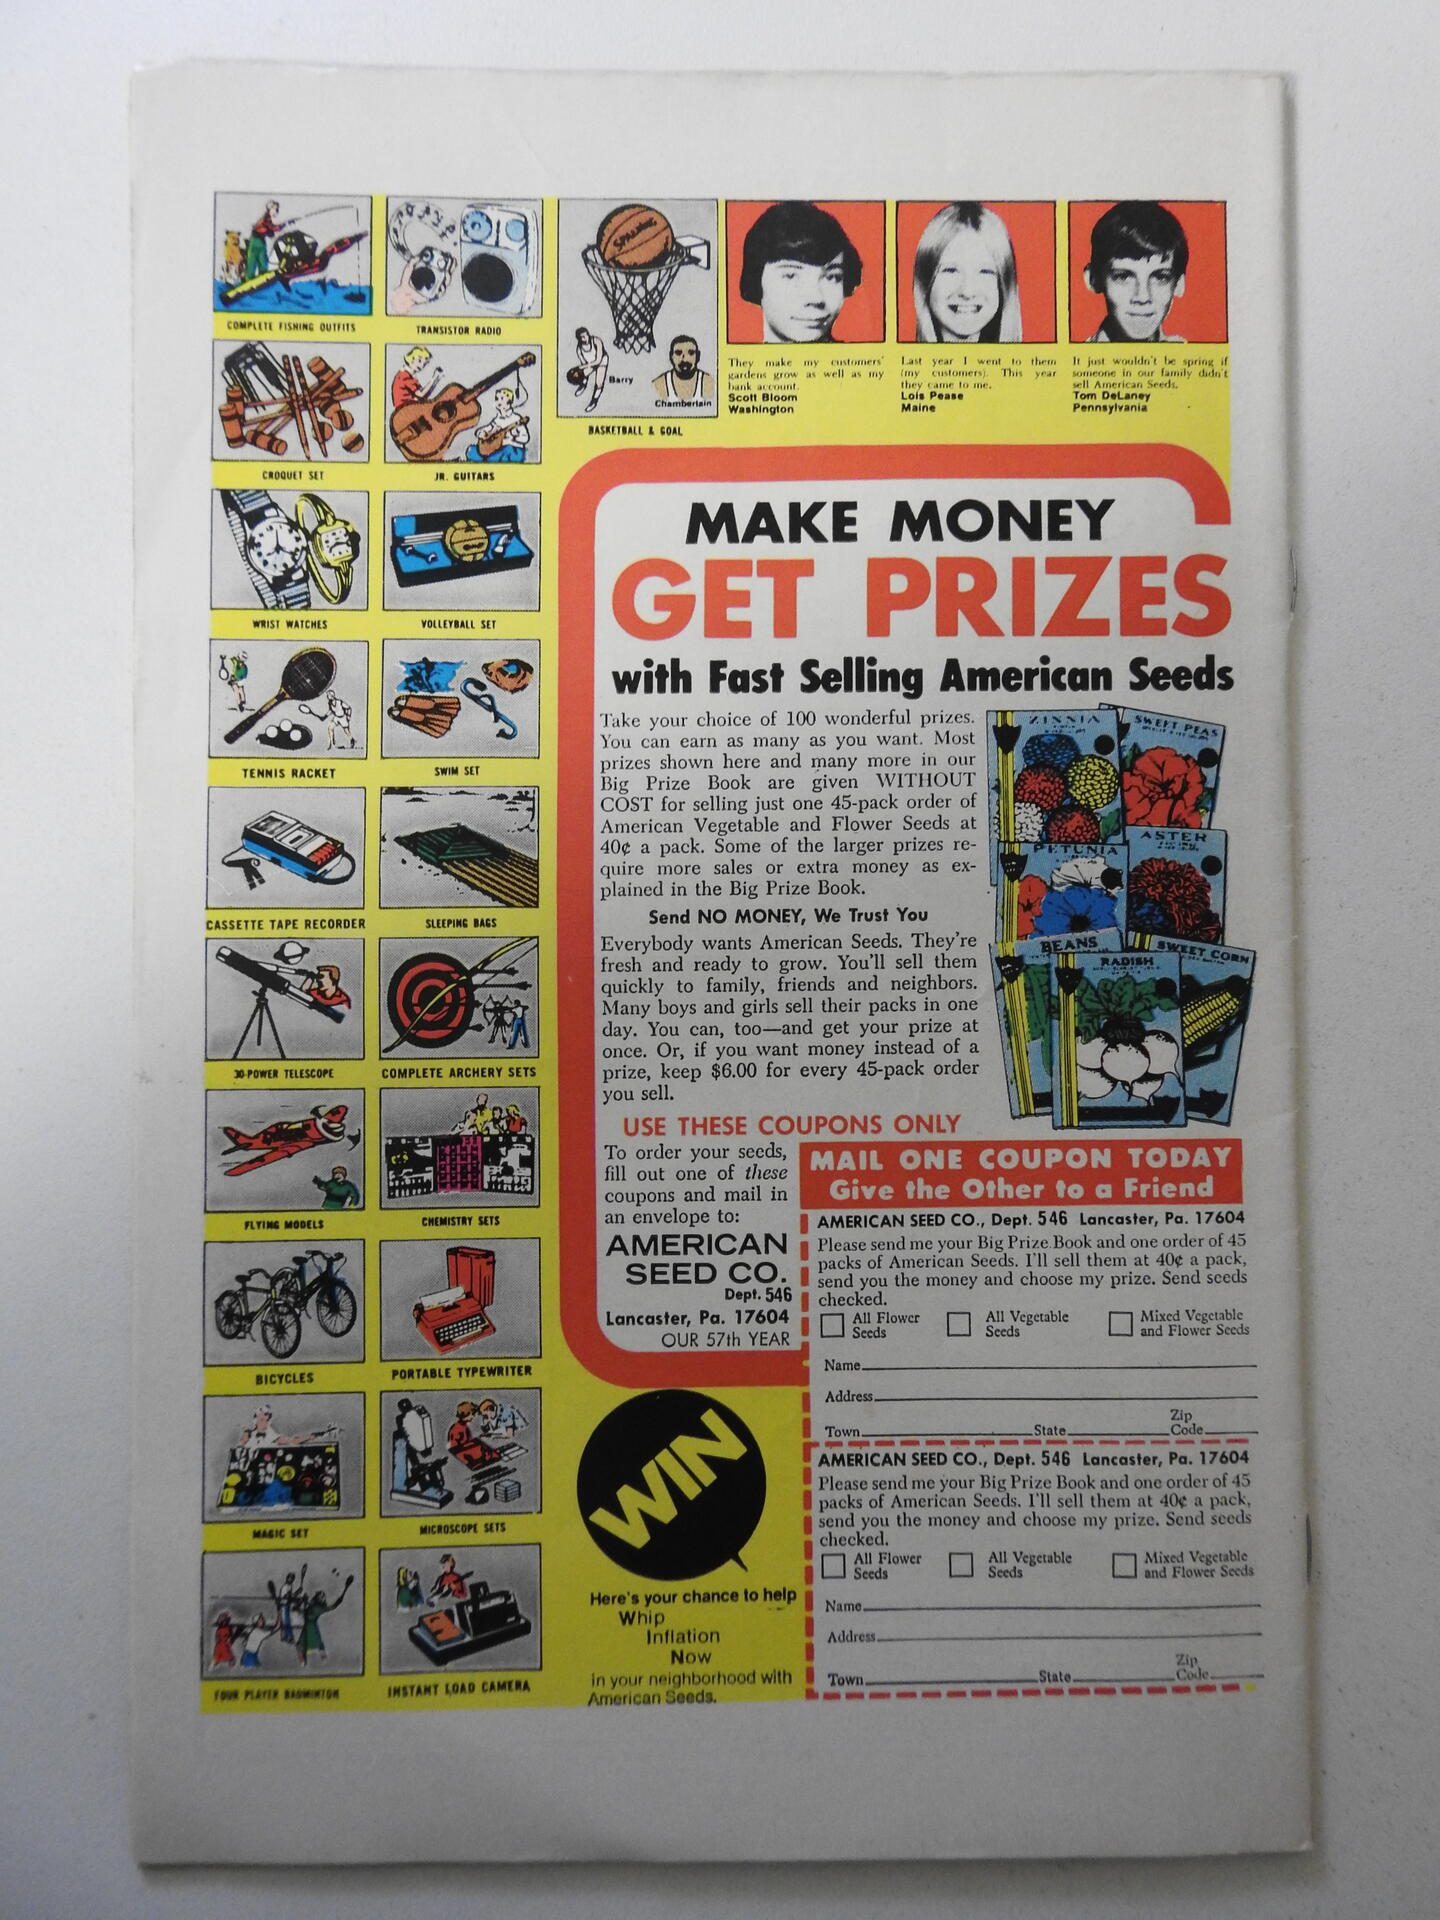 COMPLETE FISHING OUTFITS
TRANSISTOR RADIO
CROQUET SET
JR. GUITARS
WRIST WATCHES
VOLLEYBALL SET
TENNIS RACKET
SWIM SET
CASSETTE TAPE RECORDER
SLEEPING BAGS
30-POWER TELESCOPE
COMPLETE ARCHERY SETS
FLYING MODELS
CHEMISTRY SETS
BICYCLES
PORTABLE TYPEWRITER
MAGIC SET
MICROSCOPE SETS
FOUR PLAYER BADMINTON
INSTANT LOAD CAMERA
SPALDING
Barry
Chamberlain
BASKETBALL & GOAL
They make my customers'
gardens grow as well as my
bank account.
Scott Bloom
Washington
Last year I went to them
(my customers). This year
they came to me.
Lois Pease
Maine
It just wouldn't be spring if
someone in our family didn't
sell American Seeds.
Tom DeLaney
Pennsylvania
MAKE MONEY
GET PRIZES
with Fast Selling American Seeds
Take your choice of 100 wonderful prizes.
You can earn as many as you want. Most
prizes shown here and many more in our
Big Prize Book are given WITHOUT
COST for selling just one 45-pack order of
American Vegetable and Flower Seeds at
40¢ a pack. Some of the larger prizes re-
quire more sales or extra money as ex-
plained in the Big Prize Book.
Send NO MONEY, We Trust You
Everybody wants American Seeds. They're
fresh and ready to grow. You'll sell them
quickly to family, friends and neighbors.
Many boys and girls sell their packs in one
day. You can, too—and get your prize at
once. Or, if you want money instead of a
prize, keep $6.00 for every 45-pack order
you sell.
ZINNIA
SWEET PEAS
PETUNIA
ASTER
BEANS
RADISH
SWEET CORN
USE THESE COUPONS ONLY
To order your seeds,
fill out one of these
coupons and mail in
an envelope to:
AMERICAN
SEED CO.
Dept. 546
Lancaster, Pa. 17604
OUR 57th YEAR
MAIL ONE COUPON TODAY
Give the Other to a Friend
AMERICAN SEED CO., Dept. 546 Lancaster, Pa. 17604
Please send me your Big Prize Book and one order of 45
packs of American Seeds. I'll sell them at 40¢ a pack,
send you the money and choose my prize. Send seeds
checked.
All Flower Seeds
All Vegetable Seeds
Mixed Vegetable and Flower Seeds
Name
Address
Town State Zip Code
AMERICAN SEED CO., Dept. 546 Lancaster, Pa. 17604
Please send me your Big Prize Book and one order of 45
packs of American Seeds. I'll sell them at 40¢ a pack,
send you the money and choose my prize. Send seeds
checked.
All Flower Seeds
All Vegetable Seeds
Mixed Vegetable and Flower Seeds
Name
Address
Town State Zip Code
WIN
Here's your chance to help
Whip
Inflation
Now
in your neighborhood with
American Seeds.